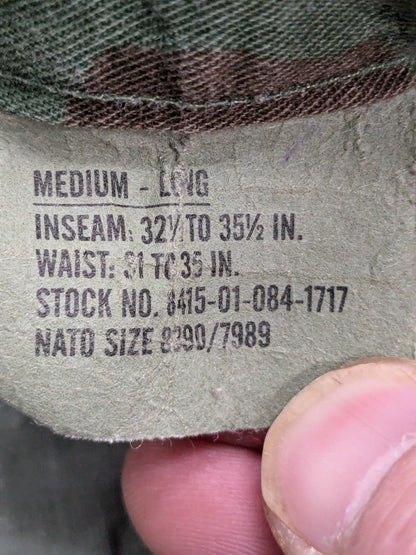 MEDIUM - LONG
INSEAM: 32½ TO 35½ IN.
WAIST: 31 TO 35 IN.
STOCK NO. 8415-01-084-1717
NATO SIZE 8390/7989